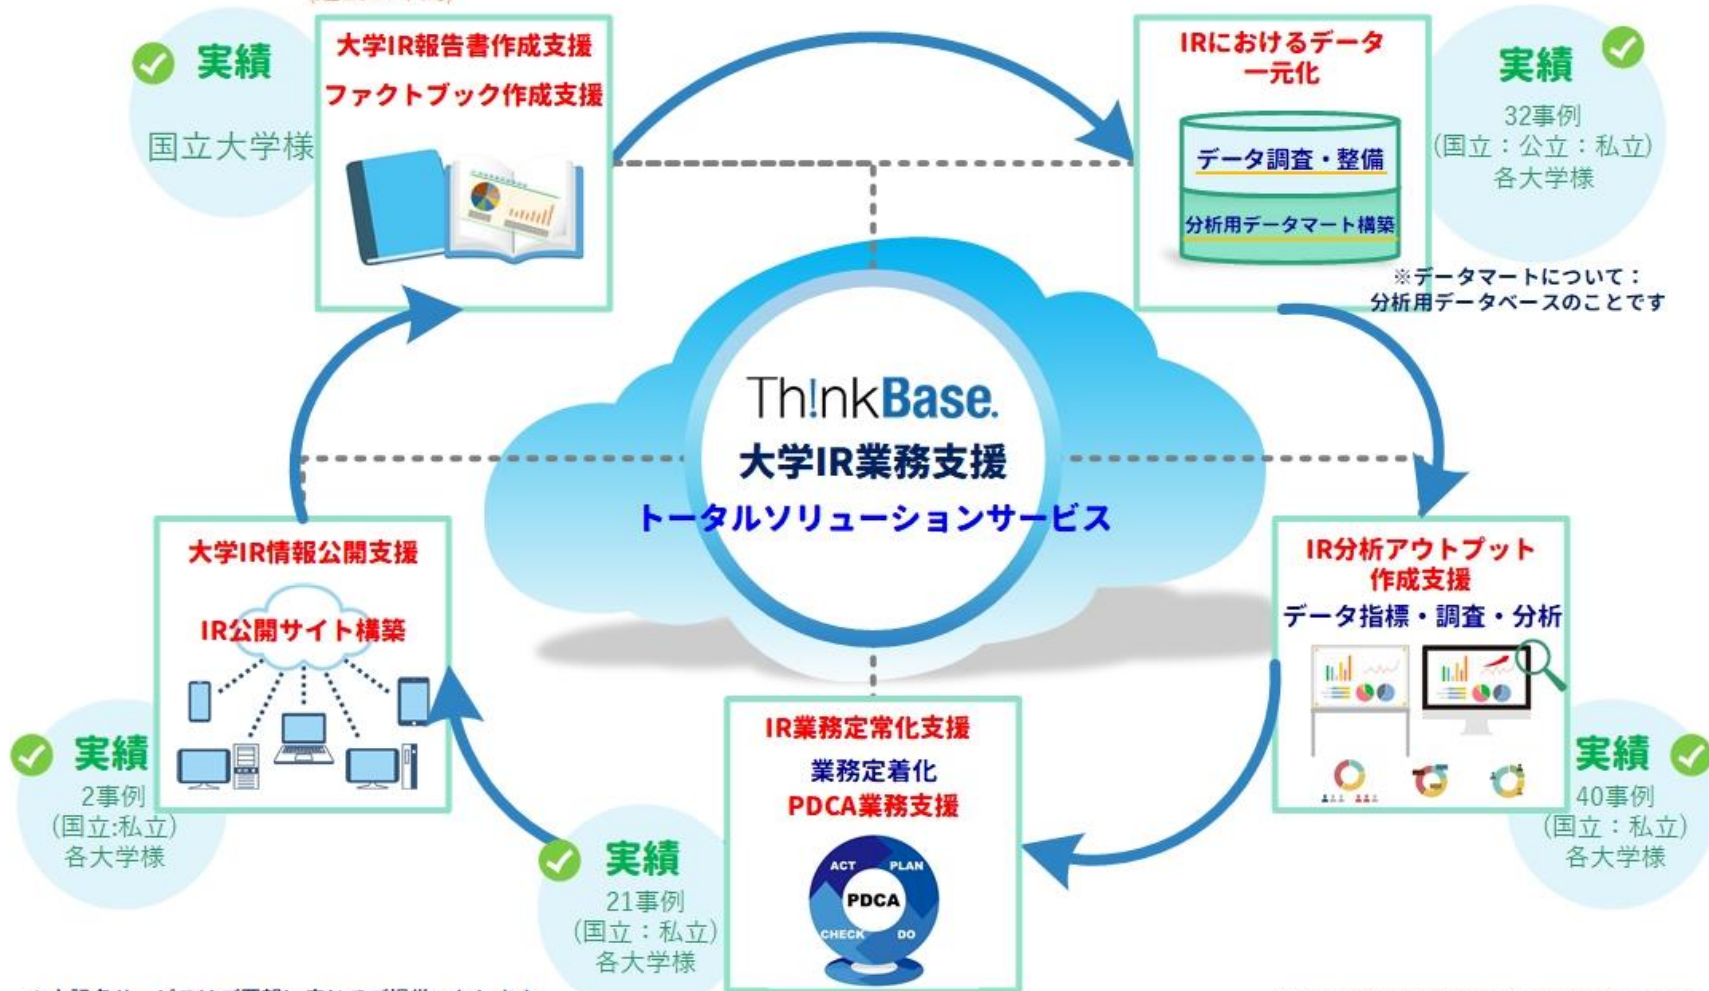 実績
国立大学様
大学IR報告書作成支援
ファクトブック作成支援
IRにおけるデータ
一元化
データ調査・整備
分析用データマート構築
実績
32事例
(国立：公立：私立)
各大学様
※データマートについて：
分析用データベースのことです
Th!nkBase.
大学IR業務支援
トータルソリューションサービス
大学IR情報公開支援
IR公開サイト構築
実績
2事例
(国立:私立)
各大学様
IR分析アウトプット
作成支援
データ指標・調査・分析
実績
40事例
(国立：私立)
各大学様
IR業務定常化支援
業務定着化
PDCA業務支援
ACT
PLAN
PDCA
CHECK
DO
実績
21事例
(国立：私立)
各大学様